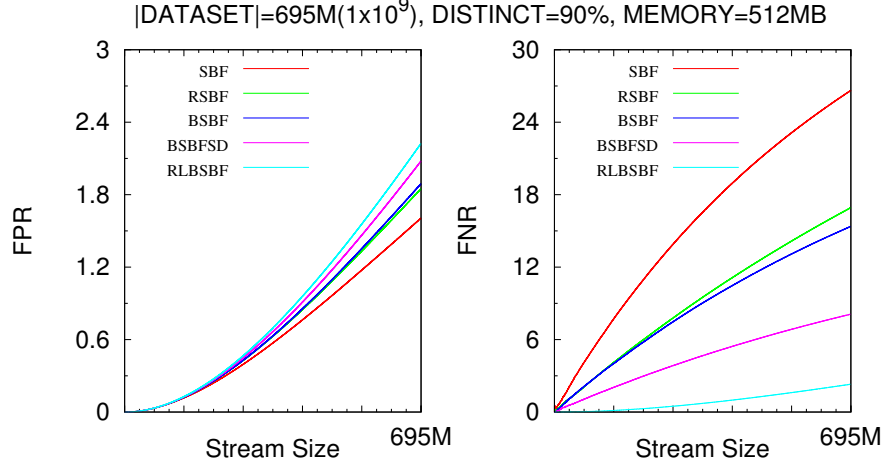 |DATASET|=695M(1x10⁹), DISTINCT=90%, MEMORY=512MB
FPR
3
2.4
1.8
1.2
0.6
0
SBF
RSBF
BSBF
BSBFSD
RLBSBF
Stream Size
695M
FNR
30
24
18
12
6
0
SBF
RSBF
BSBF
BSBFSD
RLBSBF
Stream Size
695M